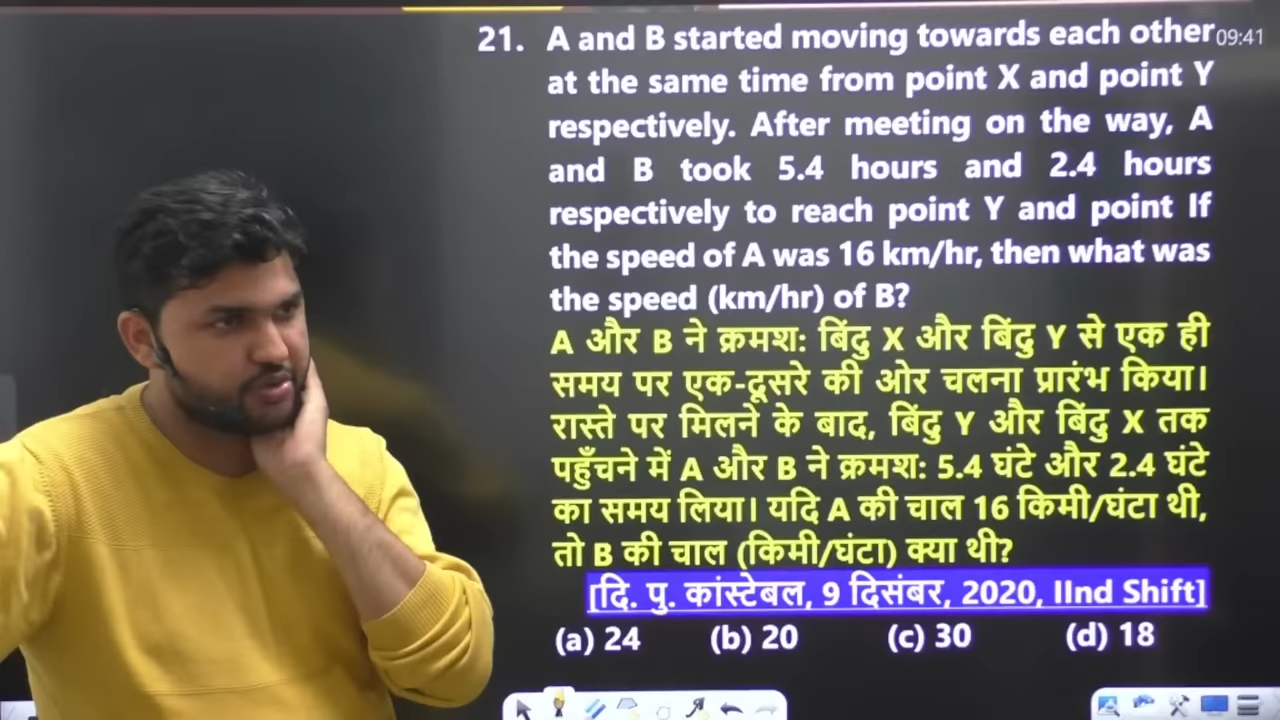 21. A and B started moving towards each other
09:41
at the same time from point X and point Y
respectively. After meeting on the way, A
and B took 5.4 hours and 2.4 hours
respectively to reach point Y and point If
the speed of A was 16 km/hr, then what was
the speed (km/hr) of B?
A और B ने क्रमश: बिंदु X और बिंदु Y से एक ही
समय पर एक-दूसरे की ओर चलना प्रारंभ किया।
रास्ते पर मिलने के बाद, बिंदु Y और बिंदु X तक
पहुँचने में A और B ने क्रमश: 5.4 घंटे और 2.4 घंटे
का समय लिया। यदि A की चाल 16 किमी/घंटा थी,
तो B की चाल (किमी/घंटा) क्या थी?
[दि. पु. कांस्टेबल, 9 दिसंबर, 2020, IInd Shift]
(a) 24 (b) 20 (c) 30 (d) 18